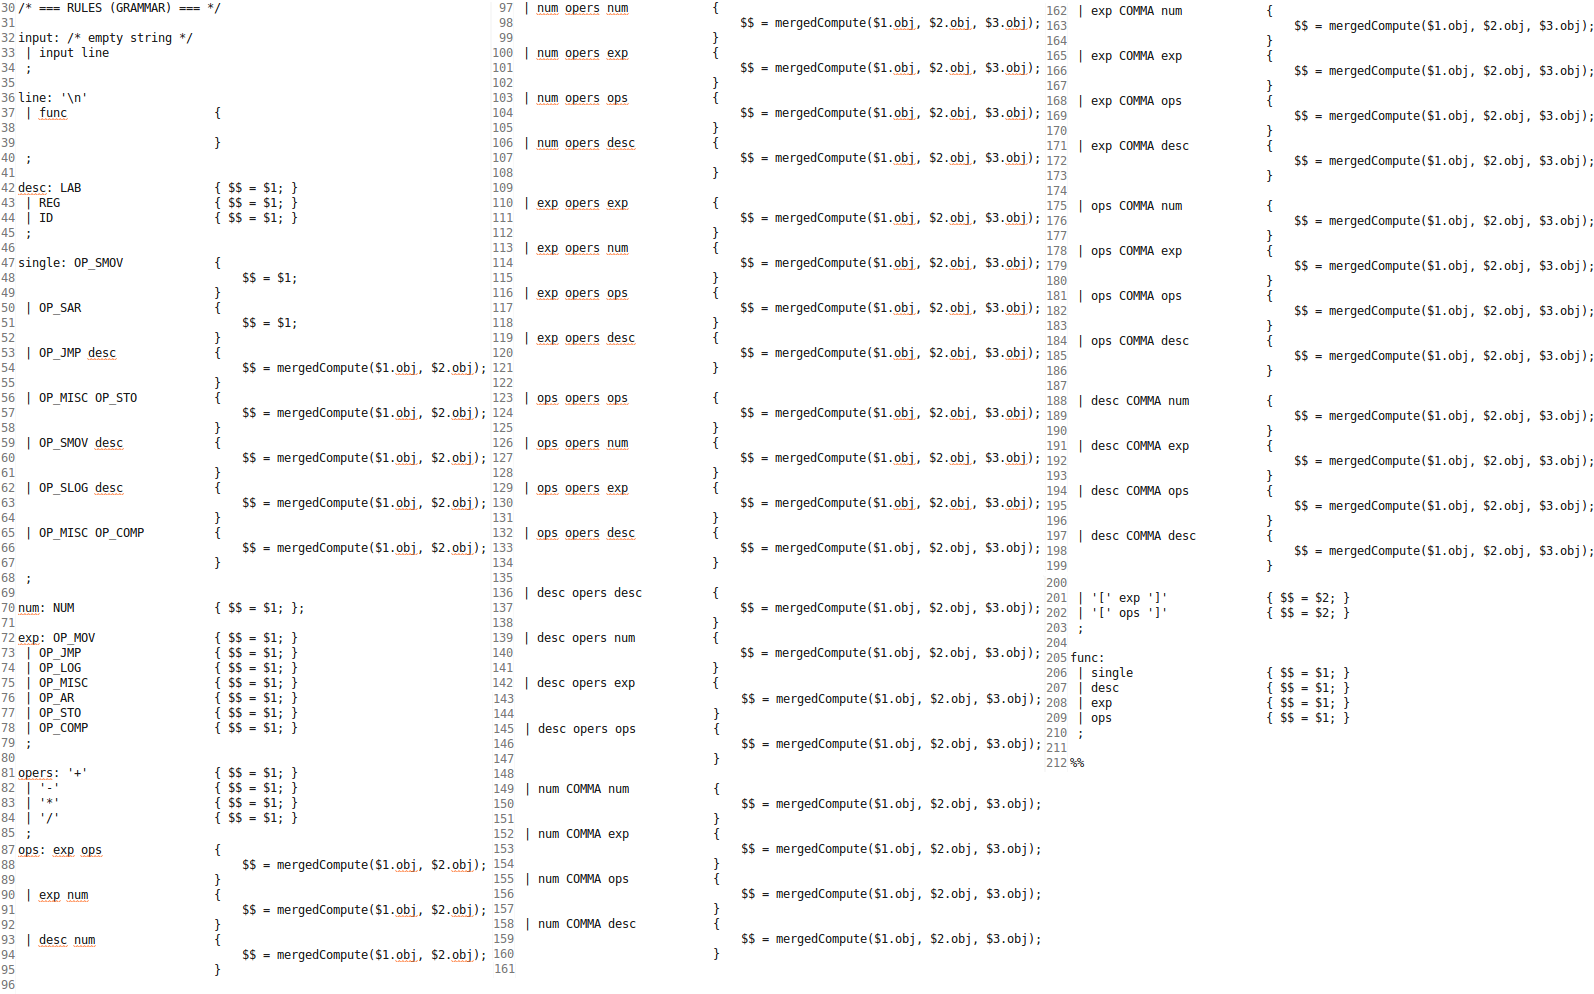 30 /* === RULES (GRAMMAR) === */
31
32 input: /* empty string */
33  | input line
34  ;
35
36 line: '\n'
37  | func                     {
38
39                             }
40  ;
41
42 desc: LAB                   { $$ = $1; }
43  | REG                      { $$ = $1; }
44  | ID                       { $$ = $1; }
45  ;
46
47 single: OP_SMOV             {
48                                 $$ = $1;
49                             }
50  | OP_SAR                   {
51                                 $$ = $1;
52                             }
53  | OP_JMP desc              {
54                                 $$ = mergedCompute($1.obj, $2.obj);
55                             }
56  | OP_MISC OP_STO           {
57                                 $$ = mergedCompute($1.obj, $2.obj);
58                             }
59  | OP_SMOV desc             {
60                                 $$ = mergedCompute($1.obj, $2.obj);
61                             }
62  | OP_SLOG desc             {
63                                 $$ = mergedCompute($1.obj, $2.obj);
64                             }
65  | OP_MISC OP_COMP          {
66                                 $$ = mergedCompute($1.obj, $2.obj);
67                             }
68  ;
69
70 num: NUM                    { $$ = $1; };
71
72 exp: OP_MOV                 { $$ = $1; }
73  | OP_JMP                   { $$ = $1; }
74  | OP_LOG                   { $$ = $1; }
75  | OP_MISC                  { $$ = $1; }
76  | OP_AR                    { $$ = $1; }
77  | OP_STO                   { $$ = $1; }
78  | OP_COMP                  { $$ = $1; }
79  ;
80
81 opers: '+'                  { $$ = $1; }
82  | '-'                      { $$ = $1; }
83  | '*'                      { $$ = $1; }
84  | '/'                      { $$ = $1; }
85  ;
87 ops: exp ops                {
88                                 $$ = mergedCompute($1.obj, $2.obj);
89                             }
90  | exp num                  {
91                                 $$ = mergedCompute($1.obj, $2.obj);
92                             }
93  | desc num                 {
94                                 $$ = mergedCompute($1.obj, $2.obj);
95                             }
96
97  | num opers num            {
98                                 $$ = mergedCompute($1.obj, $2.obj, $3.obj);
99                             }
100  | num opers exp           {
101                                $$ = mergedCompute($1.obj, $2.obj, $3.obj);
102                            }
103  | num opers ops           {
104                                $$ = mergedCompute($1.obj, $2.obj, $3.obj);
105                            }
106  | num opers desc          {
107                                $$ = mergedCompute($1.obj, $2.obj, $3.obj);
108                            }
109
110  | exp opers exp           {
111                                $$ = mergedCompute($1.obj, $2.obj, $3.obj);
112                            }
113  | exp opers num           {
114                                $$ = mergedCompute($1.obj, $2.obj, $3.obj);
115                            }
116  | exp opers ops           {
117                                $$ = mergedCompute($1.obj, $2.obj, $3.obj);
118                            }
119  | exp opers desc          {
120                                $$ = mergedCompute($1.obj, $2.obj, $3.obj);
121                            }
122
123  | ops opers ops           {
124                                $$ = mergedCompute($1.obj, $2.obj, $3.obj);
125                            }
126  | ops opers num           {
127                                $$ = mergedCompute($1.obj, $2.obj, $3.obj);
128                            }
129  | ops opers exp           {
130                                $$ = mergedCompute($1.obj, $2.obj, $3.obj);
131                            }
132  | ops opers desc          {
133                                $$ = mergedCompute($1.obj, $2.obj, $3.obj);
134                            }
135
136  | desc opers desc         {
137                                $$ = mergedCompute($1.obj, $2.obj, $3.obj);
138                            }
139  | desc opers num          {
140                                $$ = mergedCompute($1.obj, $2.obj, $3.obj);
141                            }
142  | desc opers exp          {
143                                $$ = mergedCompute($1.obj, $2.obj, $3.obj);
144                            }
145  | desc opers ops          {
146                                $$ = mergedCompute($1.obj, $2.obj, $3.obj);
147                            }
148
149  | num COMMA num           {
150                                $$ = mergedCompute($1.obj, $2.obj, $3.obj);
151                            }
152  | num COMMA exp           {
153                                $$ = mergedCompute($1.obj, $2.obj, $3.obj);
154                            }
155  | num COMMA ops           {
156                                $$ = mergedCompute($1.obj, $2.obj, $3.obj);
157                            }
158  | num COMMA desc          {
159                                $$ = mergedCompute($1.obj, $2.obj, $3.obj);
160                            }
161
162  | exp COMMA num           {
163                                $$ = mergedCompute($1.obj, $2.obj, $3.obj);
164                            }
165  | exp COMMA exp           {
166                                $$ = mergedCompute($1.obj, $2.obj, $3.obj);
167                            }
168  | exp COMMA ops           {
169                                $$ = mergedCompute($1.obj, $2.obj, $3.obj);
170                            }
171  | exp COMMA desc          {
172                                $$ = mergedCompute($1.obj, $2.obj, $3.obj);
173                            }
174
175  | ops COMMA num           {
176                                $$ = mergedCompute($1.obj, $2.obj, $3.obj);
177                            }
178  | ops COMMA exp           {
179                                $$ = mergedCompute($1.obj, $2.obj, $3.obj);
180                            }
181  | ops COMMA ops           {
182                                $$ = mergedCompute($1.obj, $2.obj, $3.obj);
183                            }
184  | ops COMMA desc          {
185                                $$ = mergedCompute($1.obj, $2.obj, $3.obj);
186                            }
187
188  | desc COMMA num          {
189                                $$ = mergedCompute($1.obj, $2.obj, $3.obj);
190                            }
191  | desc COMMA exp          {
192                                $$ = mergedCompute($1.obj, $2.obj, $3.obj);
193                            }
194  | desc COMMA ops          {
195                                $$ = mergedCompute($1.obj, $2.obj, $3.obj);
196                            }
197  | desc COMMA desc         {
198                                $$ = mergedCompute($1.obj, $2.obj, $3.obj);
199                            }
200
201  | '[' exp ']'             { $$ = $2; }
202  | '[' ops ']'             { $$ = $2; }
203  ;
204
205 func:
206  | single                  { $$ = $1; }
207  | desc                    { $$ = $1; }
208  | exp                     { $$ = $1; }
209  | ops                     { $$ = $1; }
210  ;
211
212 %%